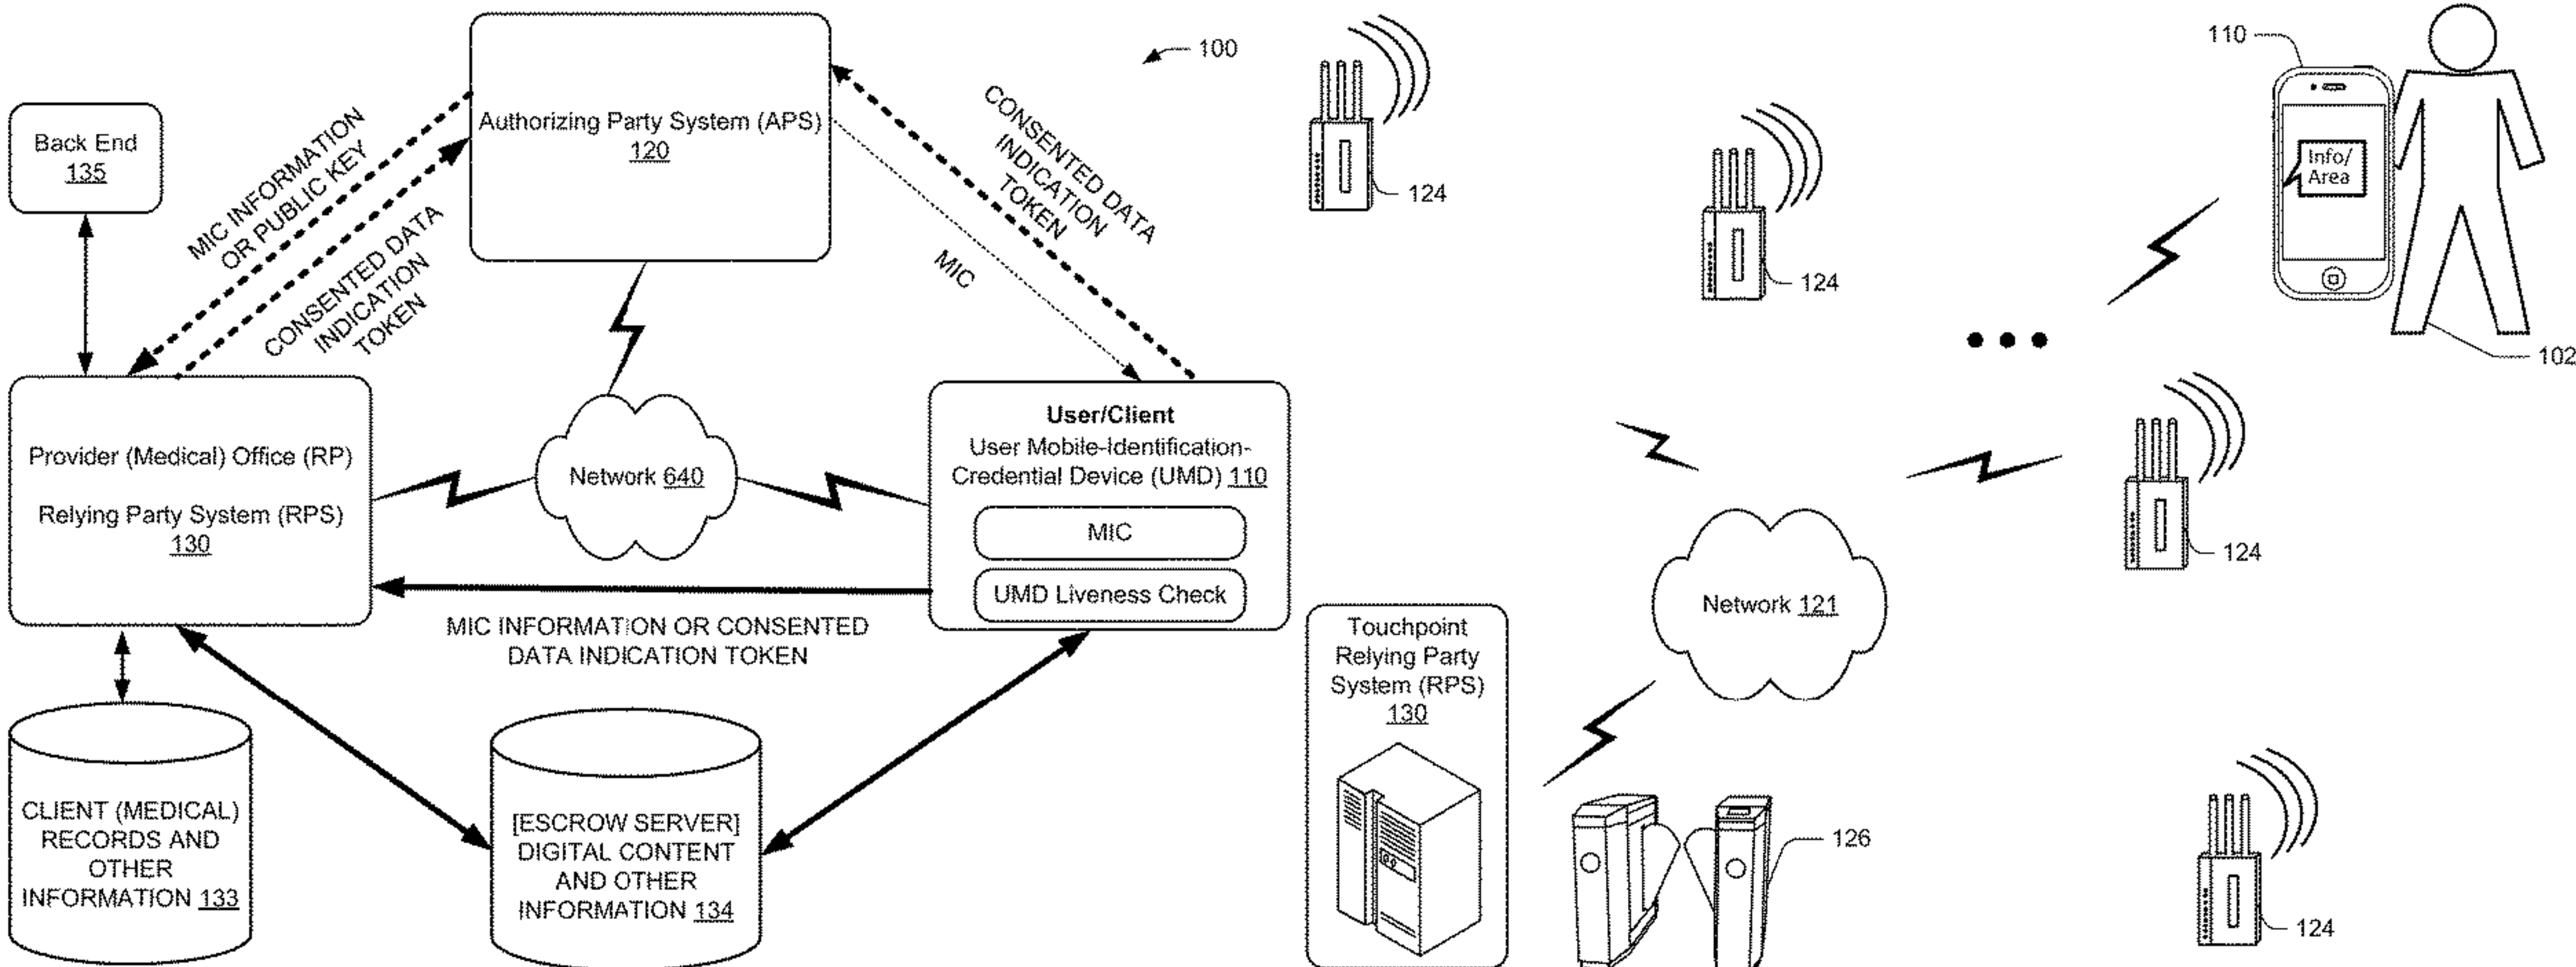 100
Back End
135
Authorizing Party System (APS)
120
MIC INFORMATION
OR PUBLIC KEY
CONSENTED DATA
INDICATION
TOKEN
CONSENTED DATA
INDICATION
TOKEN
MIC
Provider (Medical) Office (RP)
Relying Party System (RPS)
130
Network 640
User/Client
User Mobile-Identification-
Credential Device (UMD) 110
MIC
UMD Liveness Check
MIC INFORMATION OR CONSENTED
DATA INDICATION TOKEN
CLIENT (MEDICAL)
RECORDS AND
OTHER
INFORMATION 133
[ESCROW SERVER]
DIGITAL CONTENT
AND OTHER
INFORMATION 134
124
124
110
Info/
Area
102
124
Network 121
Touchpoint
Relying Party
System (RPS)
130
126
124